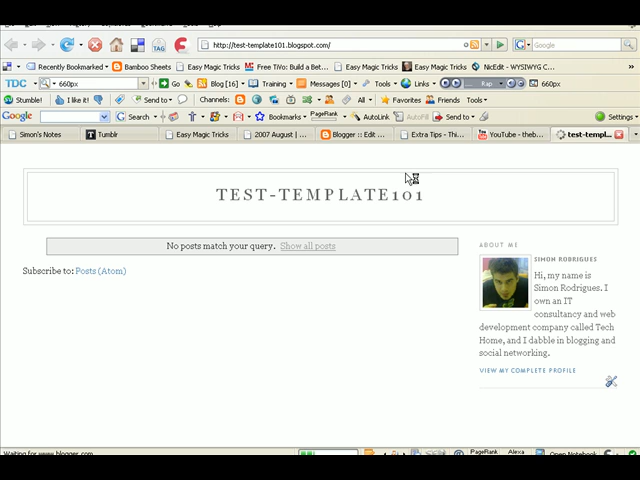 http://test-template101.blogspot.com/
Google
Recently Bookmarked Bamboo Sheets Easy Magic Tricks Free TiVo: Build a Bet... Easy Magic Tricks NicEdit - WYSIWYG C...
TDC 660px Go Blog [16] Training Messages [0] Tools Links Rap 660px
Stumble! I like it! Send to Channels: All Favorites Friends Tools
Google Search Bookmarks PageRank AutoLink AutoFill Send to Settings
Simon's Notes Tumblr Easy Magic Tricks 2007 August | ... Blogger :: Edit ... Extra Tips - Thi... YouTube - theb... test-templ...
TEST-TEMPLATE101
No posts match your query. Show all posts
Subscribe to: Posts (Atom)
ABOUT ME
SIMON RODRIGUES
Hi, my name is
Simon Rodrigues. I
own an IT
consultancy and web
development company called Tech
Home, and I dabble in blogging and
social networking.
VIEW MY COMPLETE PROFILE
Waiting for www.blogger.com
PageRank Alexa Open Notebook